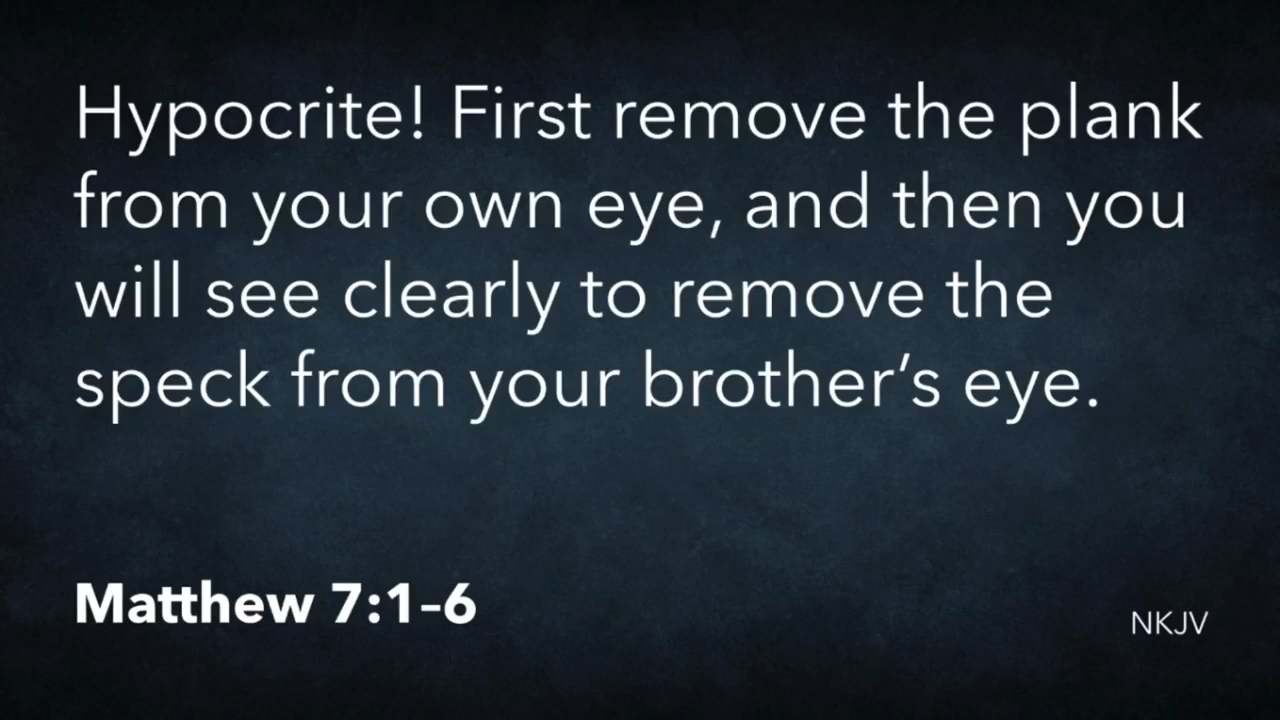 Hypocrite! First remove the plank
from your own eye, and then you
will see clearly to remove the
speck from your brother’s eye.
Matthew 7:1–6
NKJV